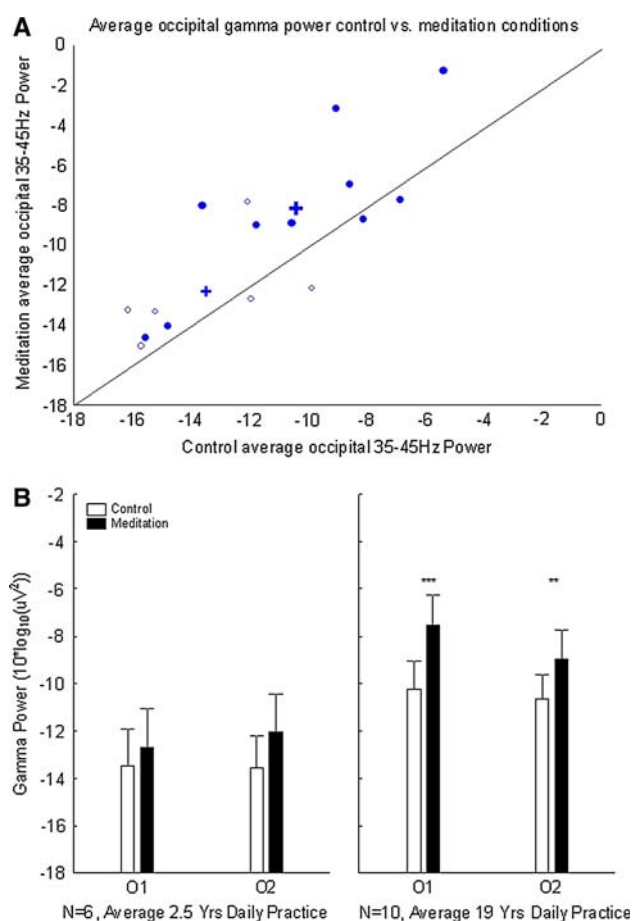 A
Average occipital gamma power control vs. meditation conditions
Meditation average occipital 35-45Hz Power
0
-2
-4
-6
-8
-10
-12
-14
-16
-18
-18 -16 -14 -12 -10 -8 -6 -4 -2 0
Control average occipital 35-45Hz Power
B
Gamma Power (10*log₁₀(uV²))
-2
-4
-6
-8
-10
-12
-14
-16
-18
Control
Meditation
*** **
O1 O2 O1 O2
N=6, Average 2.5 Yrs Daily Practice N=10, Average 19 Yrs Daily Practice